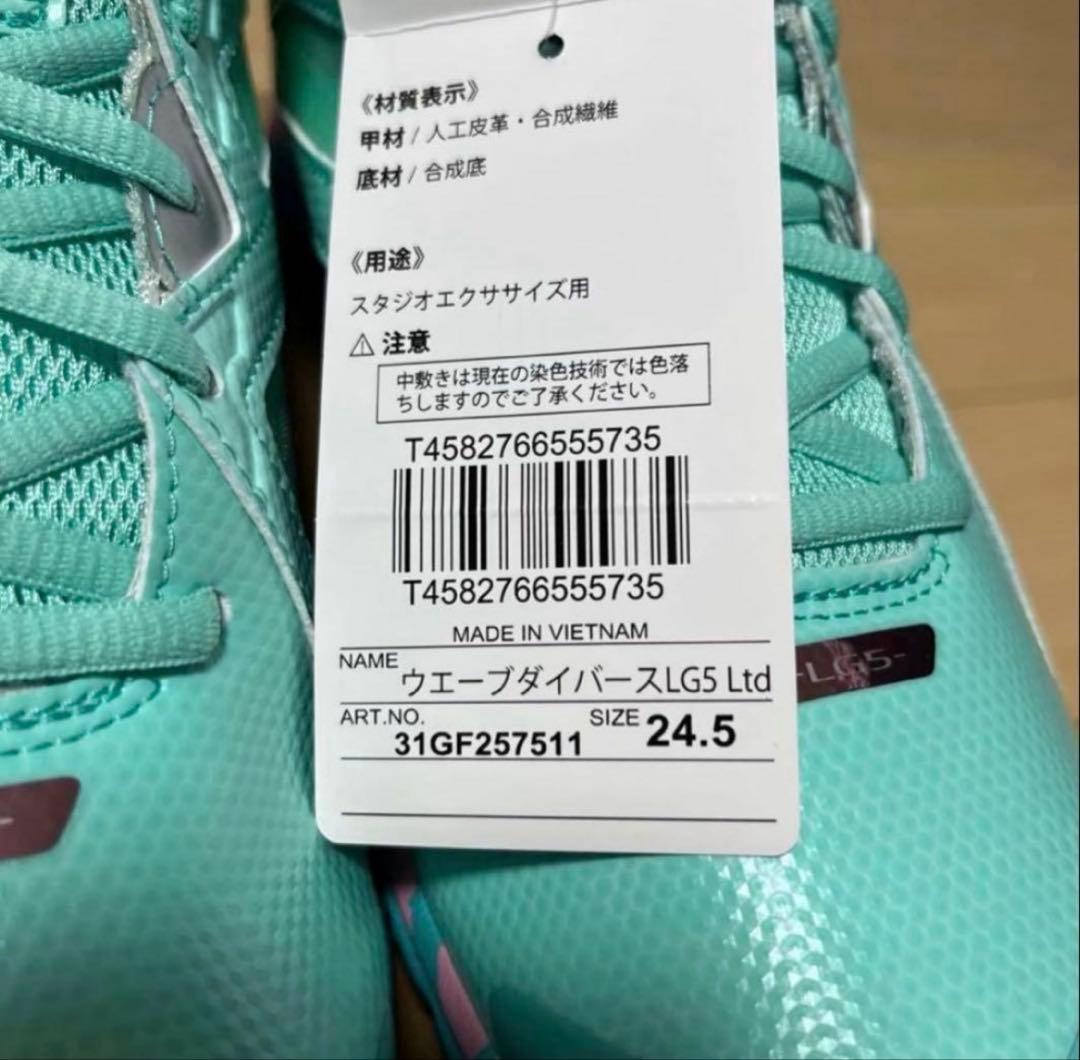 《材質表示》
甲材 / 人工皮革・合成繊維
底材 / 合成底
《用途》
スタジオエクササイズ用
⚠ 注意
中敷きは現在の染色技術では色落
ちしますのでご了承ください。
T4582766555735
T4582766555735
MADE IN VIETNAM
NAME ウエーブダイバースLG5 Ltd
ART.NO. 31GF257511 SIZE 24.5
-LG5-